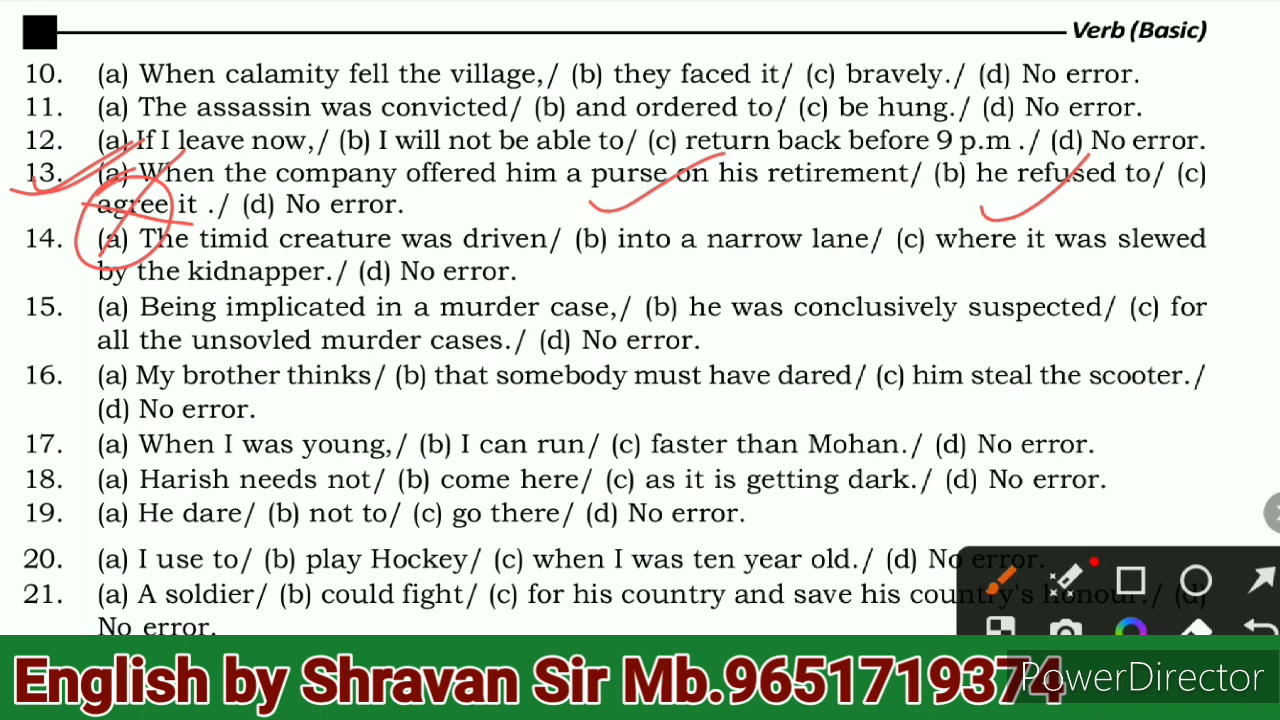 Verb (Basic)
10. (a) When calamity fell the village,/ (b) they faced it/ (c) bravely./ (d) No error.
11. (a) The assassin was convicted/ (b) and ordered to/ (c) be hung./ (d) No error.
12. (a) If I leave now,/ (b) I will not be able to/ (c) return back before 9 p.m ./ (d) No error.
13. (a) When the company offered him a purse on his retirement/ (b) he refused to/ (c)
agree it ./ (d) No error.
14. (a) The timid creature was driven/ (b) into a narrow lane/ (c) where it was slewed
by the kidnapper./ (d) No error.
15. (a) Being implicated in a murder case,/ (b) he was conclusively suspected/ (c) for
all the unsovled murder cases./ (d) No error.
16. (a) My brother thinks/ (b) that somebody must have dared/ (c) him steal the scooter./
(d) No error.
17. (a) When I was young,/ (b) I can run/ (c) faster than Mohan./ (d) No error.
18. (a) Harish needs not/ (b) come here/ (c) as it is getting dark./ (d) No error.
19. (a) He dare/ (b) not to/ (c) go there/ (d) No error.
20. (a) I use to/ (b) play Hockey/ (c) when I was ten year old./ (d) No error.
21. (a) A soldier/ (b) could fight/ (c) for his country and save his country's honour./ (d)
No error.
English by Shravan Sir Mb.9651719374
PowerDirector